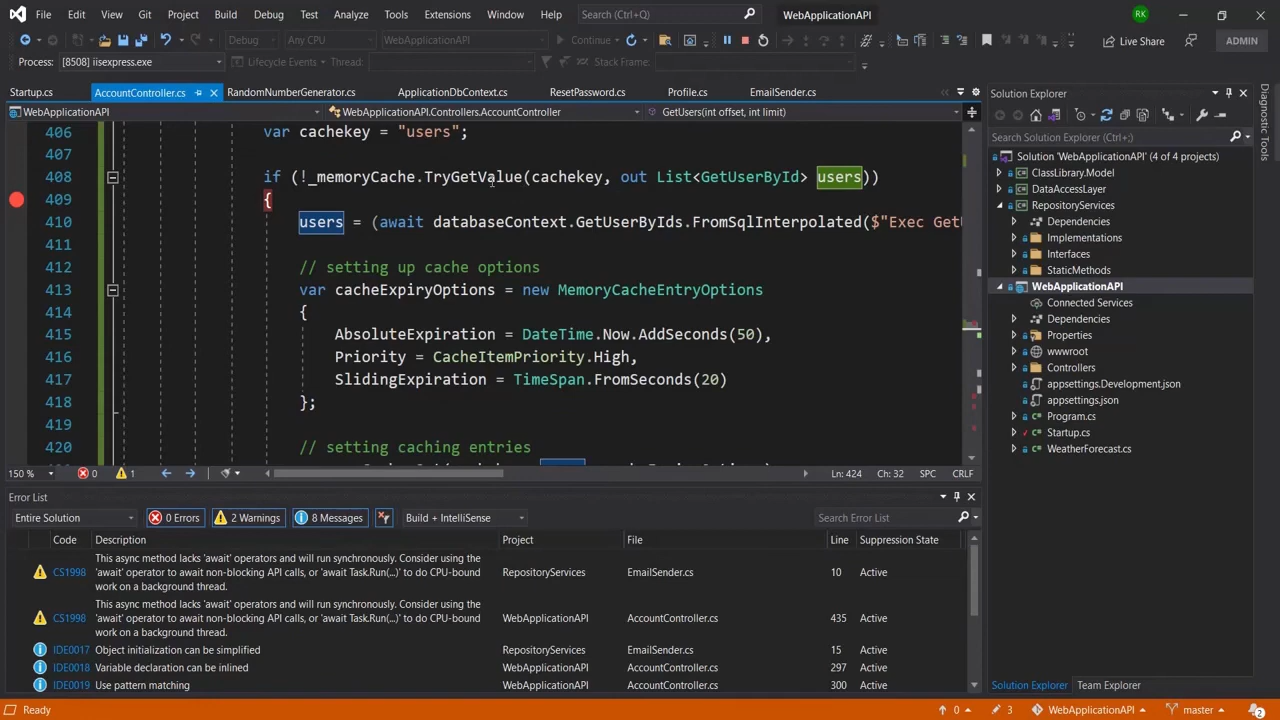 File Edit View Git Project Build Debug Test Analyze Tools Extensions Window Help Search (Ctrl+Q) WebApplicationAPI RK
Debug Any CPU WebApplicationAPI Continue Live Share ADMIN
Process: [8508] iisexpress.exe Lifecycle Events Thread: Stack Frame:
Startup.cs AccountController.cs RandomNumberGenerator.cs ApplicationDbContext.cs ResetPassword.cs Profile.cs EmailSender.cs
WebApplicationAPI WebApplicationAPI.Controllers.AccountController GetUsers(int offset, int limit)
406 var cachekey = "users";
407
408 if (!_memoryCache.TryGetValue(cachekey, out List<GetUserById> users))
409 {
410 users = (await databaseContext.GetUserByIds.FromSqlInterpolated($"Exec GetU
411
412 // setting up cache options
413 var cacheExpiryOptions = new MemoryCacheEntryOptions
414 {
415 AbsoluteExpiration = DateTime.Now.AddSeconds(50),
416 Priority = CacheItemPriority.High,
417 SlidingExpiration = TimeSpan.FromSeconds(20)
418 };
419
420 // setting caching entries
150 % 0 1 Ln: 424 Ch: 32 SPC CRLF
Error List
Entire Solution 0 Errors 2 Warnings 8 Messages Build + IntelliSense Search Error List
Code Description Project File Line Suppression State
CS1998 This async method lacks 'await' operators and will run synchronously. Consider using the
'await' operator to await non-blocking API calls, or 'await Task.Run(...)' to do CPU-bound
work on a background thread. RepositoryServices EmailSender.cs 10 Active
CS1998 This async method lacks 'await' operators and will run synchronously. Consider using the
'await' operator to await non-blocking API calls, or 'await Task.Run(...)' to do CPU-bound
work on a background thread. WebApplicationAPI AccountController.cs 435 Active
IDE0017 Object initialization can be simplified RepositoryServices EmailSender.cs 15 Active
IDE0018 Variable declaration can be inlined WebApplicationAPI AccountController.cs 297 Active
IDE0019 Use pattern matching WebApplicationAPI AccountController.cs 300 Active
Solution Explorer
Search Solution Explorer (Ctrl+;)
Solution 'WebApplicationAPI' (4 of 4 projects)
ClassLibrary.Model
DataAccessLayer
RepositoryServices
Dependencies
Implementations
Interfaces
StaticMethods
WebApplicationAPI
Connected Services
Dependencies
Properties
wwwroot
Controllers
appsettings.Development.json
appsettings.json
Program.cs
Startup.cs
WeatherForecast.cs
Solution Explorer Team Explorer
Diagnostic Tools
Ready 0 3 WebApplicationAPI master 2